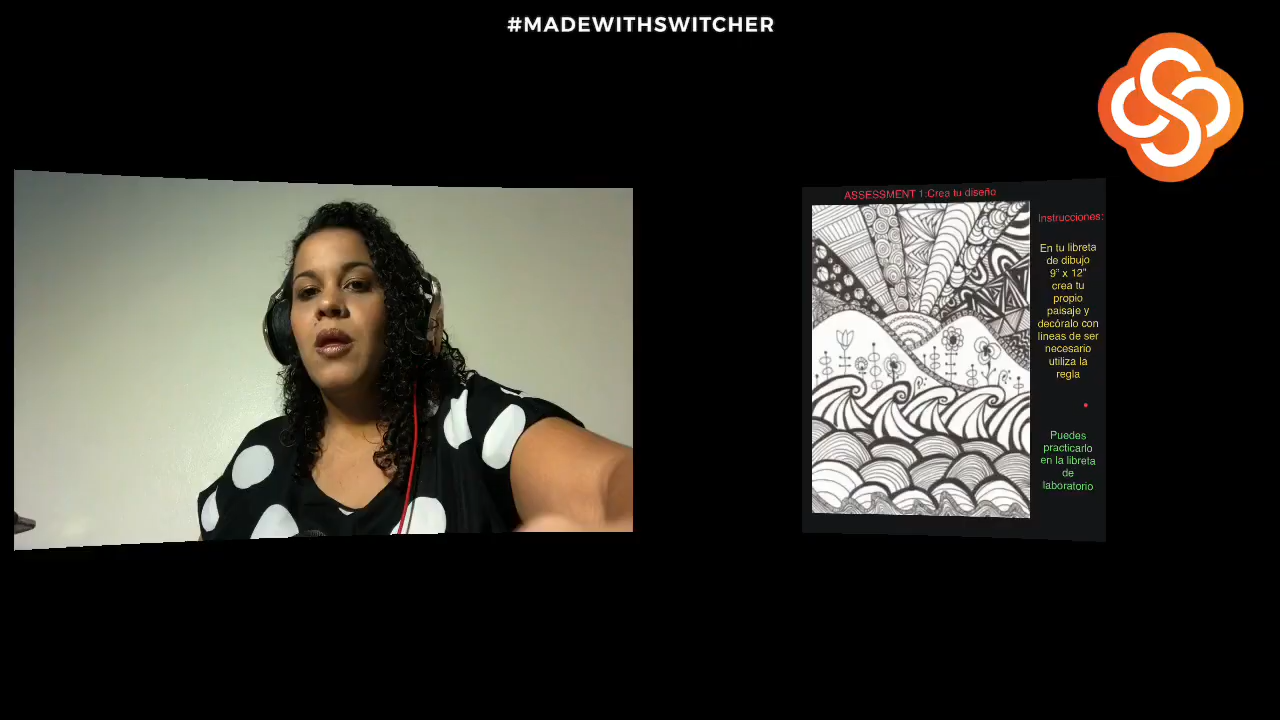 #MADEWITHSWITCHER
ASSESSMENT 1:Crea tu diseño
Instrucciones:
En tu libreta
de dibujo
9" x 12"
crea tu
propio
paisaje y
decóralo con
lineas de ser
necesario
utiliza la
regla
Puedes
practicarlo
en la libreta
de
laboratorio